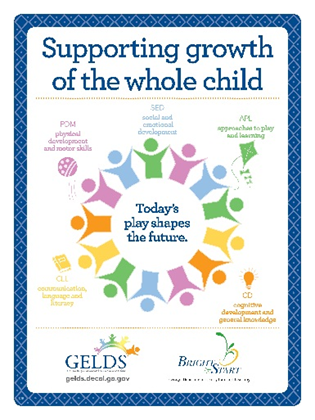 Supporting growth
of the whole child
SED
social and
emotional
development
PDM
physical
development
and motor skills
APL
approaches to play
and learning
Today's
play shapes
the future.
CLL
communication,
language and
literacy
CD
cognitive
development and
general knowledge
GELDS
gelds.decal.ga.gov
BRIGHT
START